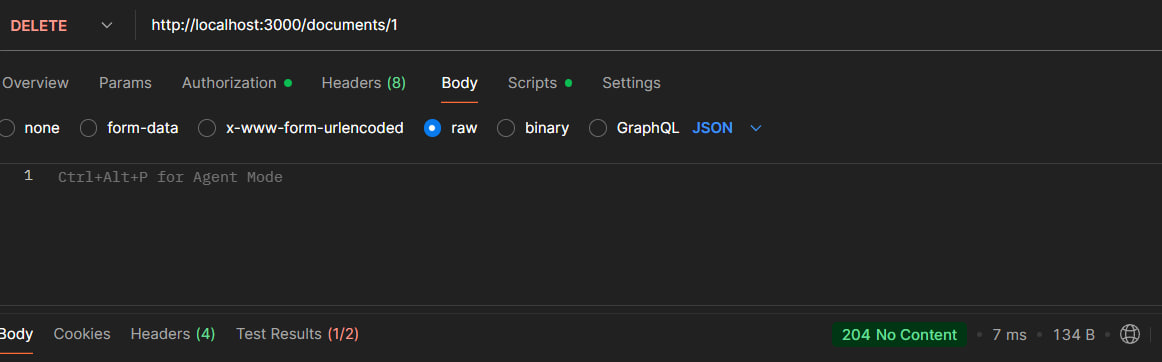 DELETE http://localhost:3000/documents/1
Overview Params Authorization Headers (8) Body Scripts Settings
none form-data x-www-form-urlencoded raw binary GraphQL JSON
1 Ctrl+Alt+P for Agent Mode
Body Cookies Headers (4) Test Results (1/2) 204 No Content 7 ms 134 B